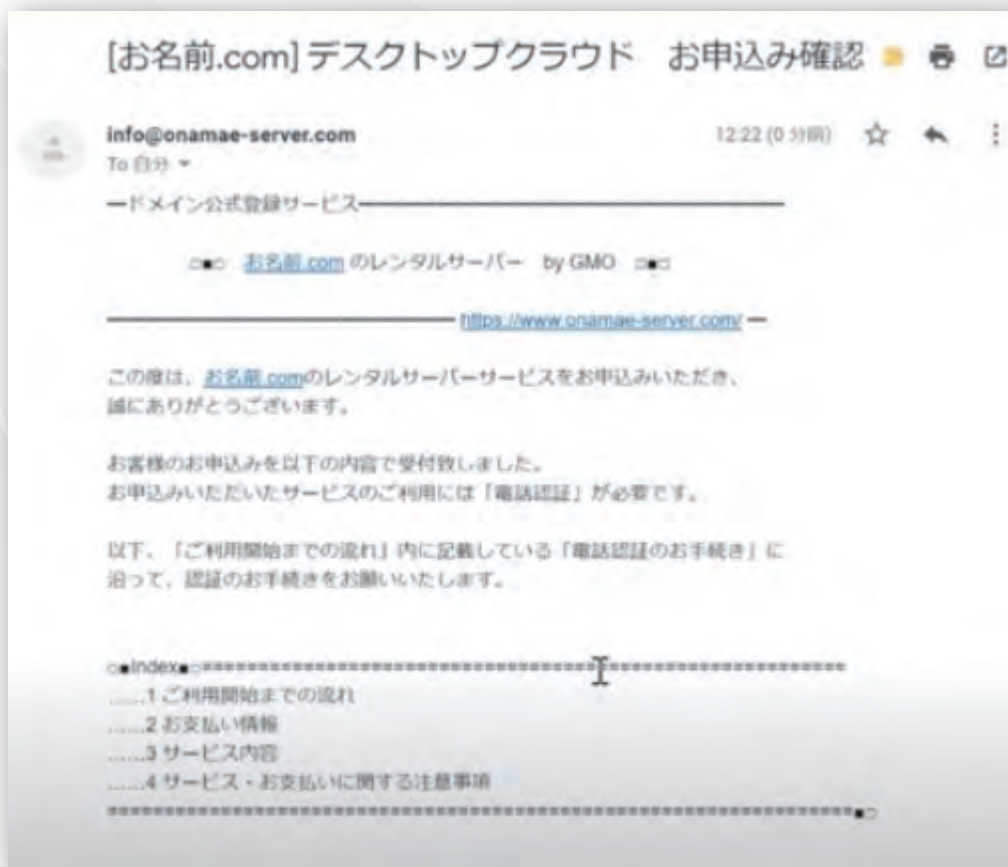 [お名前.com] デスクトップクラウド　お申込み確認
info@onamae-server.com
12:22 (0 分前)
To 自分
━ドメイン公式登録サービス━━━━━━━━━━━━━━━━━━━━━━━
□■□　お名前.com のレンタルサーバー　by GMO　□■□
━━━━━━━━━━━━━━━━━━━ https://www.onamae-server.com/ ━
この度は、お名前.comのレンタルサーバーサービスをお申込みいただき、
誠にありがとうございます。
お客様のお申込みを以下の内容で受付致しました。
お申込みいただいたサービスのご利用には「電話認証」が必要です。
以下、「ご利用開始までの流れ」内に記載している「電話認証のお手続き」に
沿って、認証のお手続きをお願いいたします。
□■Index■□==================================================================
……1 ご利用開始までの流れ
……2 お支払い情報
……3 サービス内容
……4 サービス・お支払いに関する注意事項
==============================================================================■□